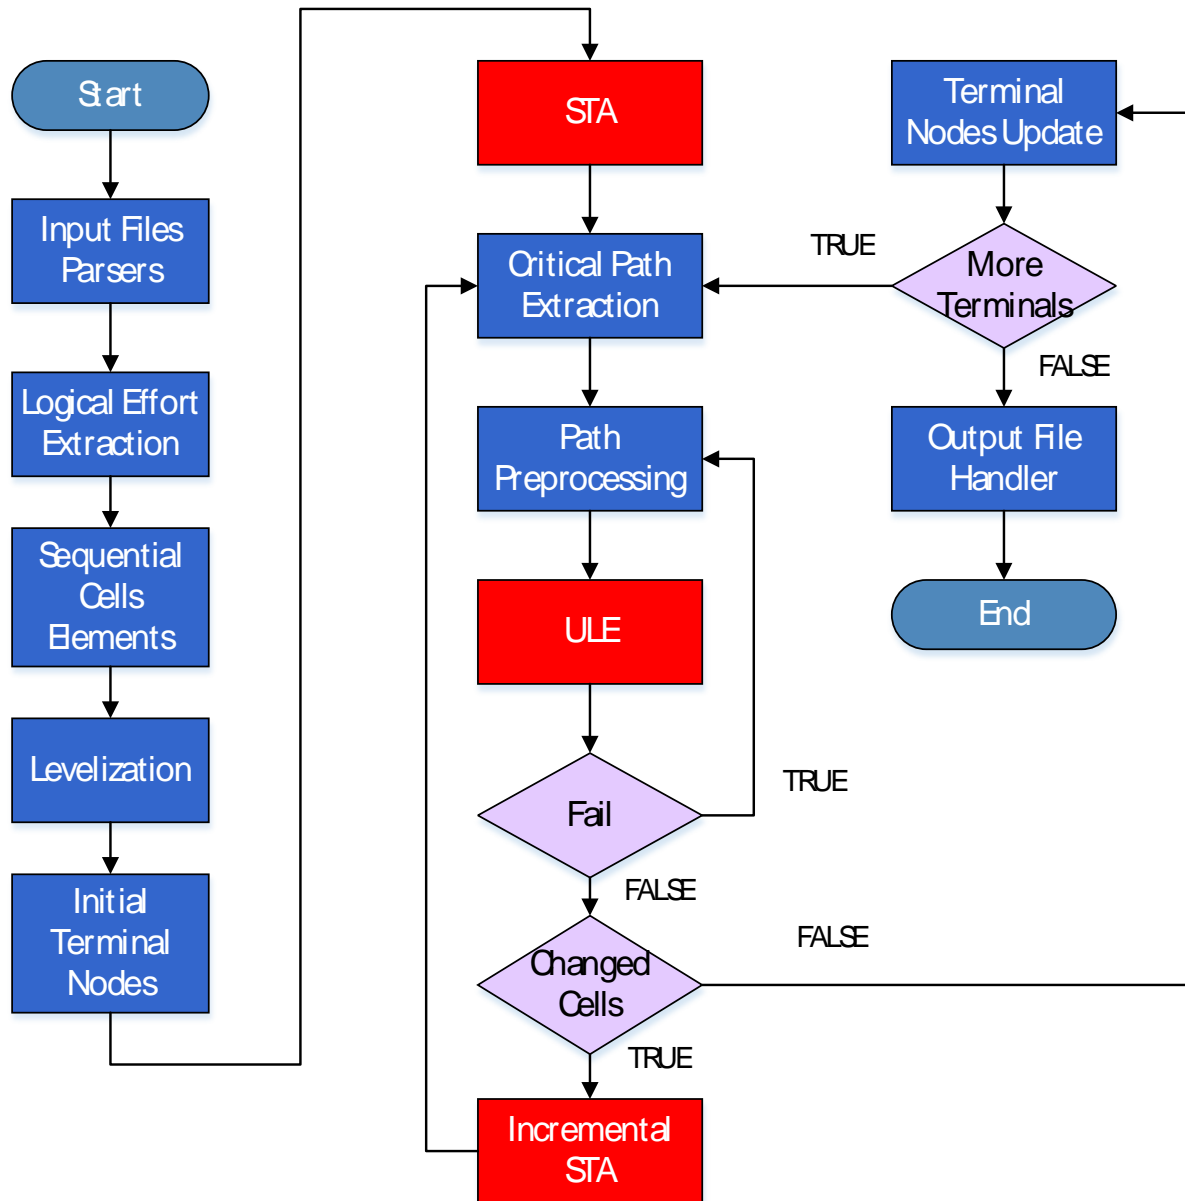 Start
Input Files
Parsers
Logical Effort
Extraction
Sequential
Cells
Elements
Levelization
Initial
Terminal
Nodes
STA
Critical Path
Extraction
Path
Preprocessing
ULE
Fail
TRUE
FALSE
Changed
Cells
FALSE
TRUE
Incremental
STA
Terminal
Nodes Update
More
Terminals
TRUE
FALSE
Output File
Handler
End